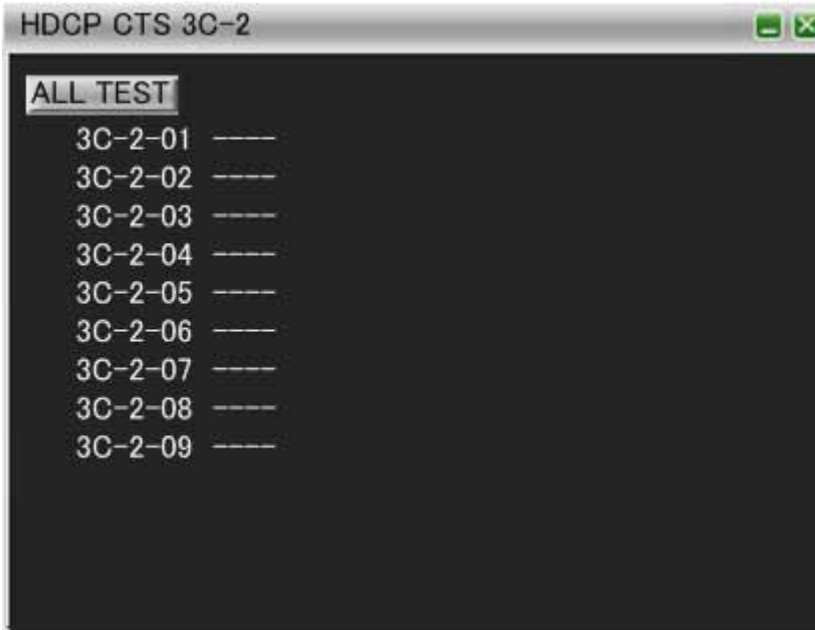 HDCP CTS 3C-2
ALL TEST
3C-2-01 ----
3C-2-02 ----
3C-2-03 ----
3C-2-04 ----
3C-2-05 ----
3C-2-06 ----
3C-2-07 ----
3C-2-08 ----
3C-2-09 ----